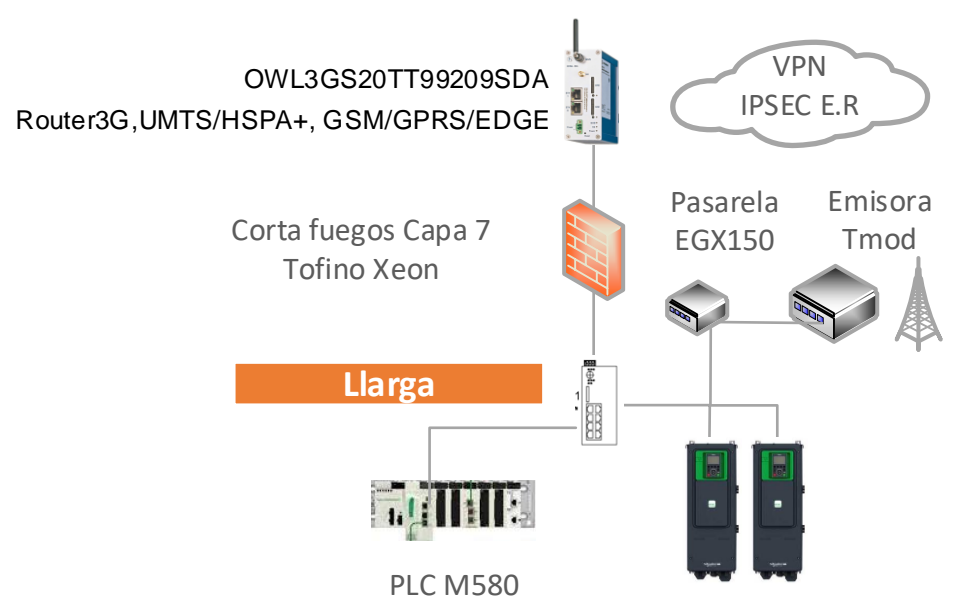 OWL3GS20TT99209SDA
Router3G,UMTS/HSPA+, GSM/GPRS/EDGE
VPN
IPSEC E.R
Corta fuegos Capa 7
Tofino Xeon
Pasarela
EGX150
Emisora
Tmod
Llarga
1
PLC M580